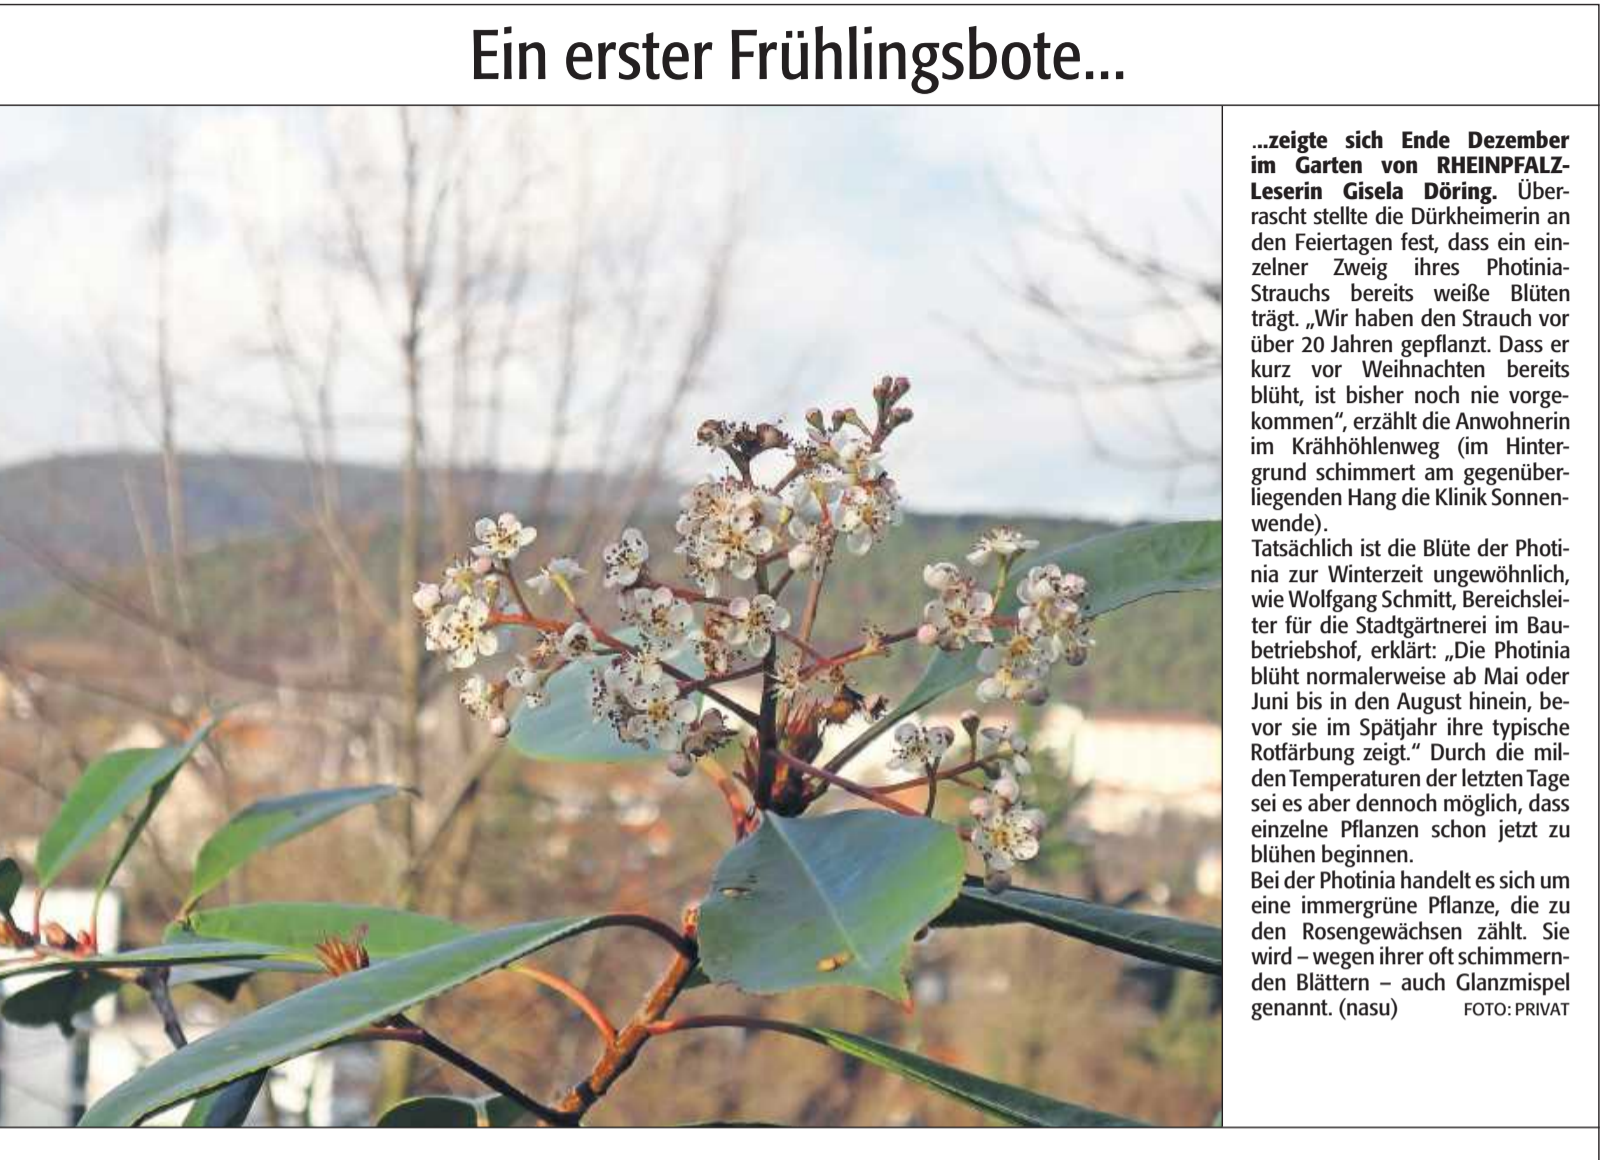 Ein erster Frühlingsbote...
...zeigte sich Ende Dezember
im Garten von RHEINPFALZ-
Leserin Gisela Döring. Über-
rascht stellte die Dürkheimerin an
den Feiertagen fest, dass ein ein-
zelner Zweig ihres Photinia-
Strauchs bereits weiße Blüten
trägt. „Wir haben den Strauch vor
über 20 Jahren gepflanzt. Dass er
kurz vor Weihnachten bereits
blüht, ist bisher noch nie vorge-
kommen“, erzählt die Anwohnerin
im Krähhöhlenweg (im Hinter-
grund schimmert am gegenüber-
liegenden Hang die Klinik Sonnen-
wende).
Tatsächlich ist die Blüte der Photi-
nia zur Winterzeit ungewöhnlich,
wie Wolfgang Schmitt, Bereichslei-
ter für die Stadtgärtnerei im Bau-
betriebshof, erklärt: „Die Photinia
blüht normalerweise ab Mai oder
Juni bis in den August hinein, be-
vor sie im Spätjahr ihre typische
Rotfärbung zeigt.“ Durch die mil-
den Temperaturen der letzten Tage
sei es aber dennoch möglich, dass
einzelne Pflanzen schon jetzt zu
blühen beginnen.
Bei der Photinia handelt es sich um
eine immergrüne Pflanze, die zu
den Rosengewächsen zählt. Sie
wird – wegen ihrer oft schimmern-
den Blättern – auch Glanzmispel
genannt. (nasu) FOTO: PRIVAT